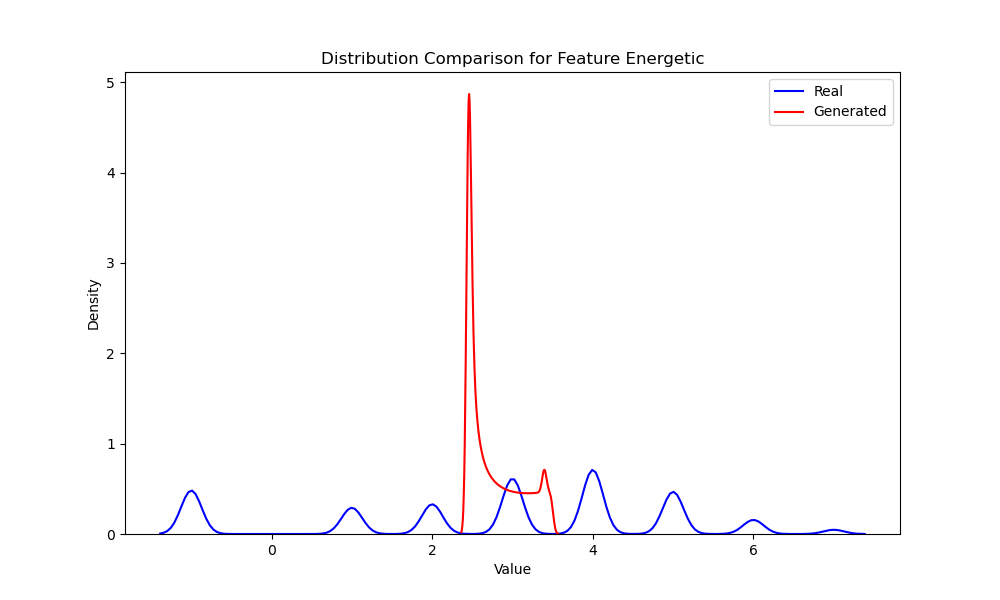 Distribution Comparison for Feature Energetic
Real
Generated
Density
5
4
3
2
1
0
0
2
4
6
Value